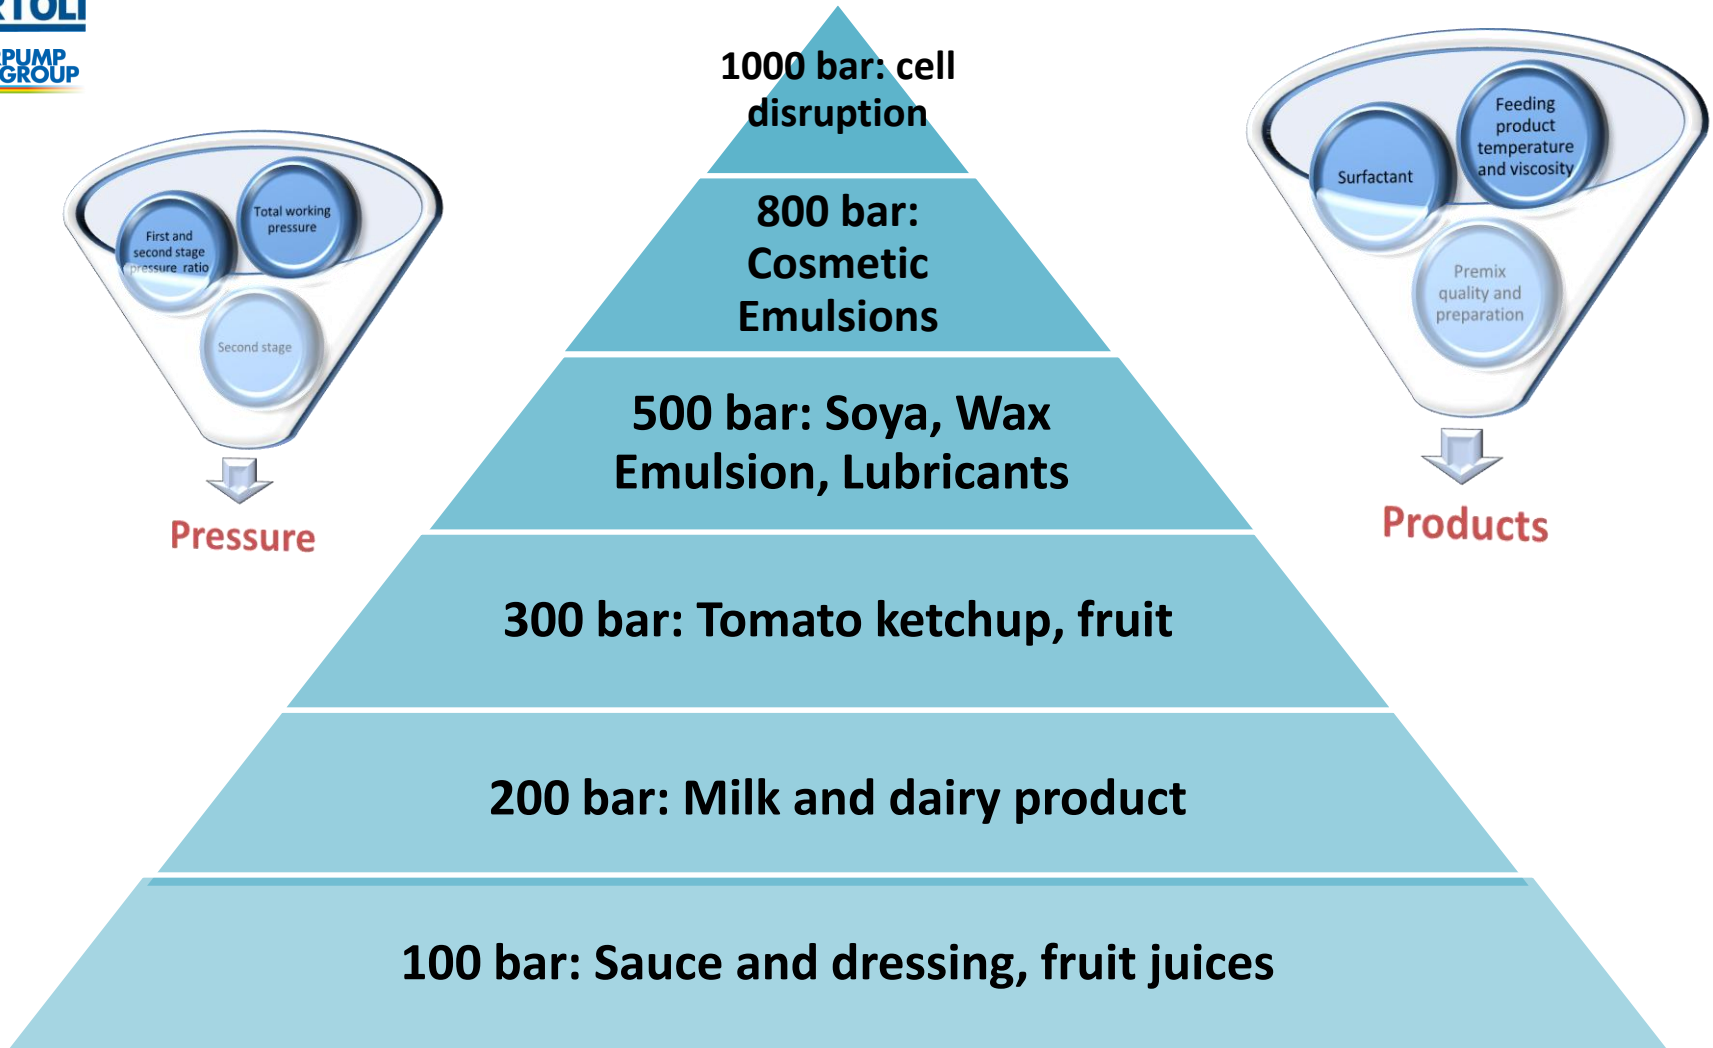 RTOLI
RPUMP
GROUP
1000 bar: cell
disruption
800 bar:
Cosmetic
Emulsions
500 bar: Soya, Wax
Emulsion, Lubricants
300 bar: Tomato ketchup, fruit
200 bar: Milk and dairy product
100 bar: Sauce and dressing, fruit juices
First and
second stage
pressure ratio
Total working
pressure
Second stage
Pressure
Surfactant
Feeding
product
temperature
and viscosity
Premix
quality and
preparation
Products